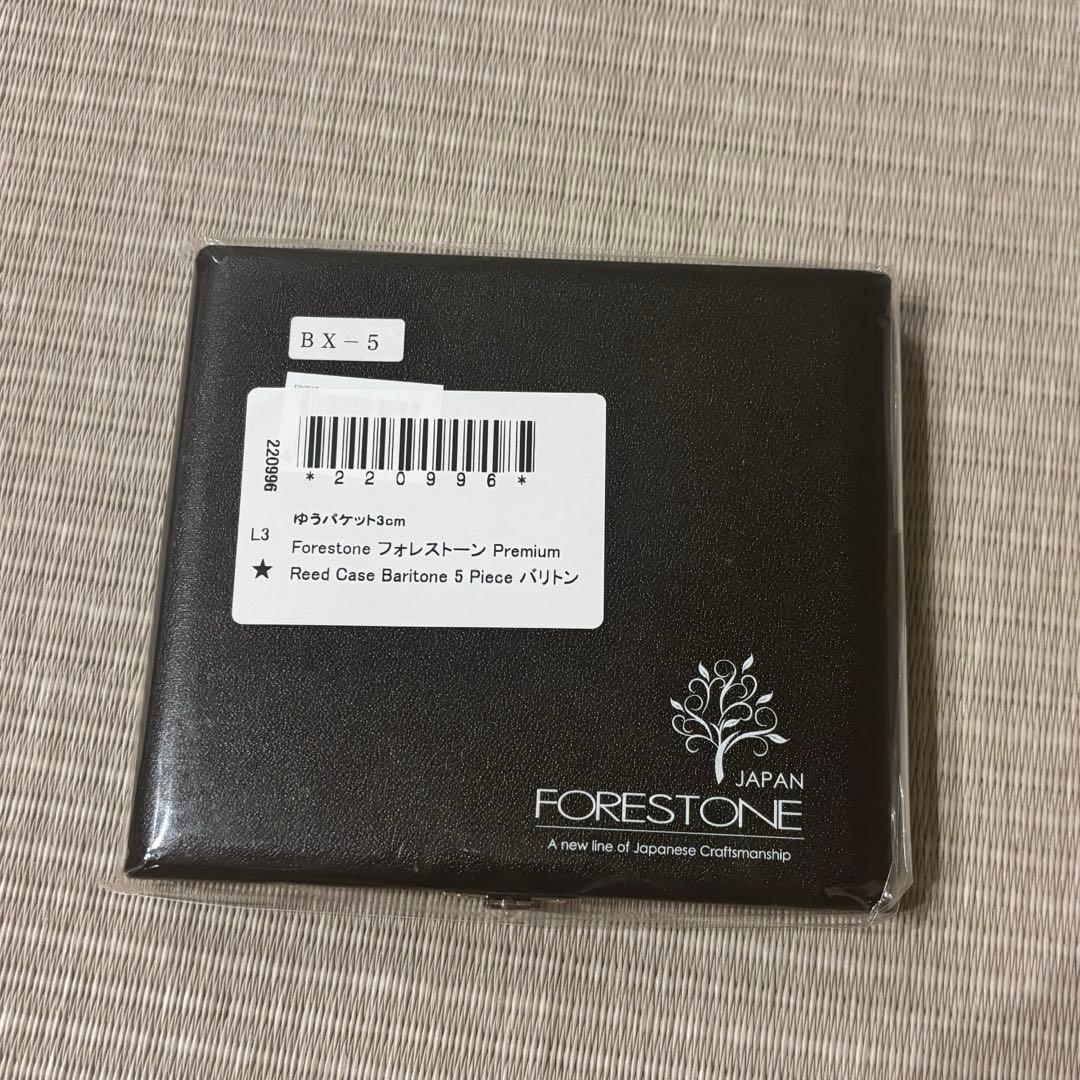 BX-5
*220996*
220996
ゆうパケット3cm
L3
Forestone フォレストーン Premium
★
Reed Case Baritone 5 Piece バリトン
JAPAN
FORESTONE
A new line of Japanese Craftsmanship